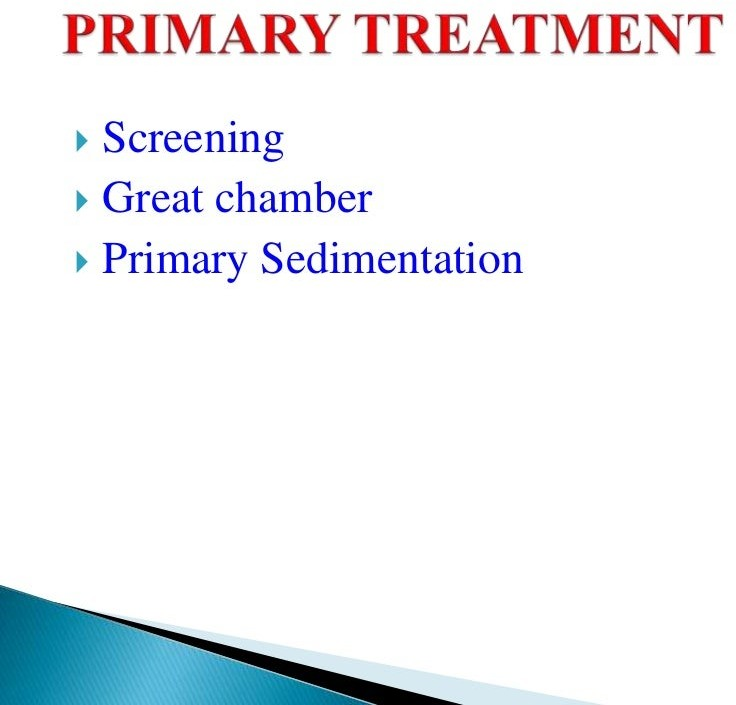 PRIMARY TREATMENT
Screening
Great chamber
Primary Sedimentation